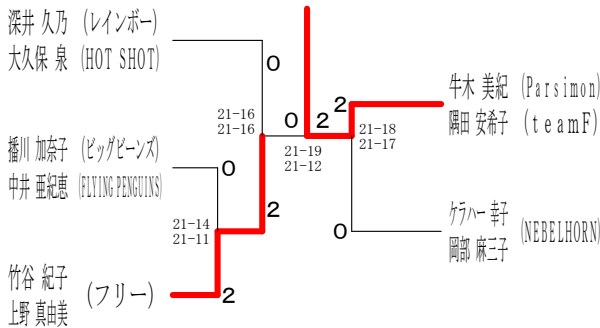 深井 久乃 (レインボー)
大久保 泉 (HOT SHOT)
0
21-16
21-16
播川 加奈子 (ビッグビーンズ)
中井 亜紀恵 (FLYING PENGUINS)
0
2
21-14
21-11
竹谷 紀子
上野 真由美
(フリー)
2
0 2
21-19
21-12
2
21-18
21-17
牛木 美紀 (Parsimon)
隅田 安希子 (teamF)
0
ケラハー 幸子
岡部 麻三子
(NEBELHORN)